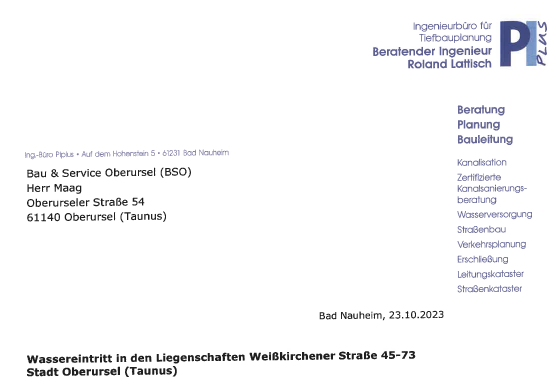 Ingenieurbüro für
Tiefbauplanung
Beratender Ingenieur
Roland Lattisch
PI PLUS
Beratung
Planung
Bauleitung
Kanalisation
Zertifizierte
Kanalsanierungs-
beratung
Wasserversorgung
Straßenbau
Verkehrsplanung
Erschließung
Leitungskataster
Straßenkataster
Ing.-Büro Piplus • Auf dem Hohenstein 5 • 61231 Bad Nauheim
Bau & Service Oberursel (BSO)
Herr Maag
Oberurseler Straße 54
61140 Oberursel (Taunus)
Bad Nauheim, 23.10.2023
Wassereintritt in den Liegenschaften Weißkirchener Straße 45-73
Stadt Oberursel (Taunus)